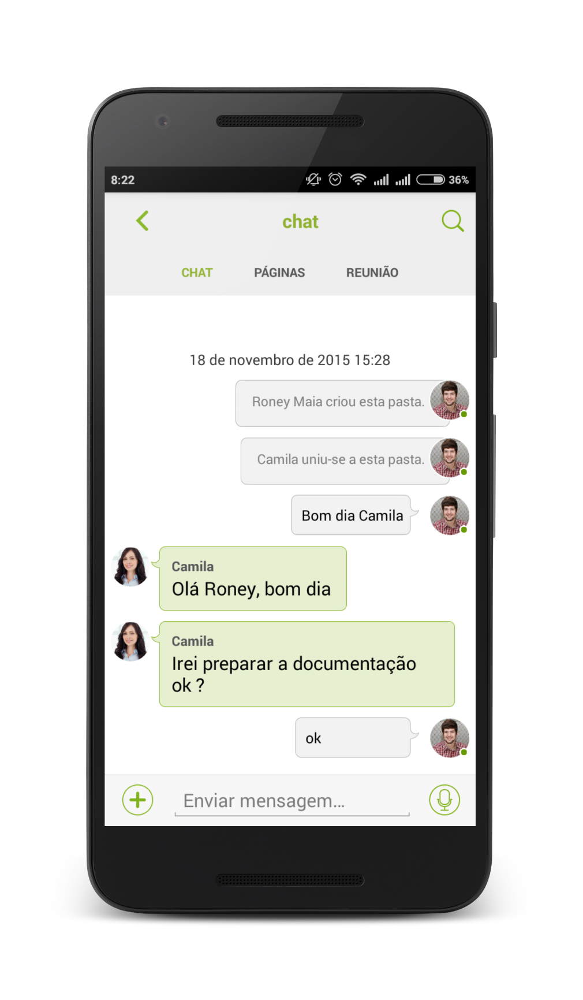 8:22 36%
chat
CHAT PÁGINAS REUNIÃO
18 de novembro de 2015 15:28
Roney Maia criou esta pasta.
Camila uniu-se a esta pasta.
Bom dia Camila
Camila
Olá Roney, bom dia
Camila
Irei preparar a documentação
ok ?
ok
Enviar mensagem...